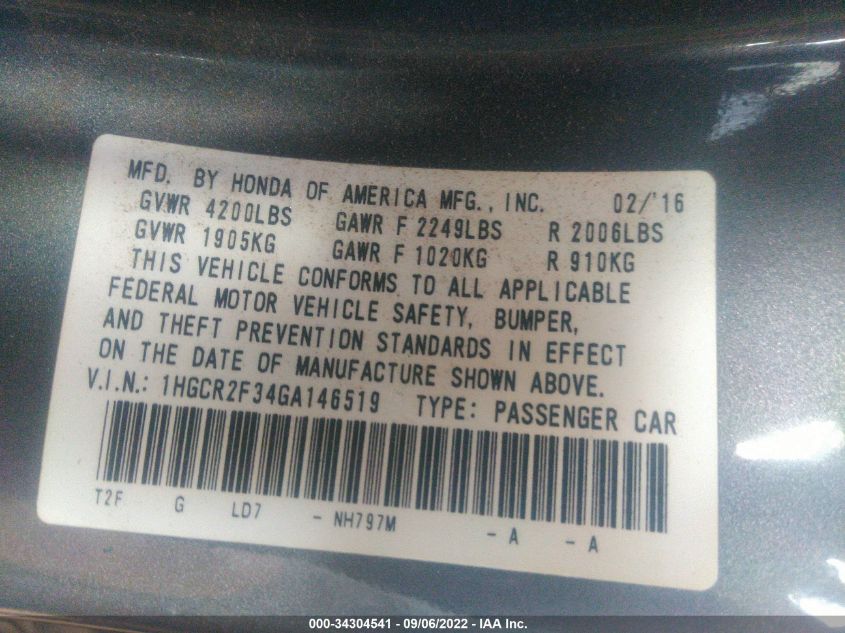 MFD. BY HONDA OF AMERICA MFG., INC. 02/'16
GVWR 4200LBS GAWR F 2249LBS R 2006LBS
GVWR 1905KG GAWR F 1020KG R 910KG
THIS VEHICLE CONFORMS TO ALL APPLICABLE
FEDERAL MOTOR VEHICLE SAFETY, BUMPER,
AND THEFT PREVENTION STANDARDS IN EFFECT
ON THE DATE OF MANUFACTURE SHOWN ABOVE.
V.I.N.: 1HGCR2F34GA146519 TYPE: PASSENGER CAR
T2F G LD7 - NH797M - A - A
000-34304541 - 09/06/2022 - IAA Inc.